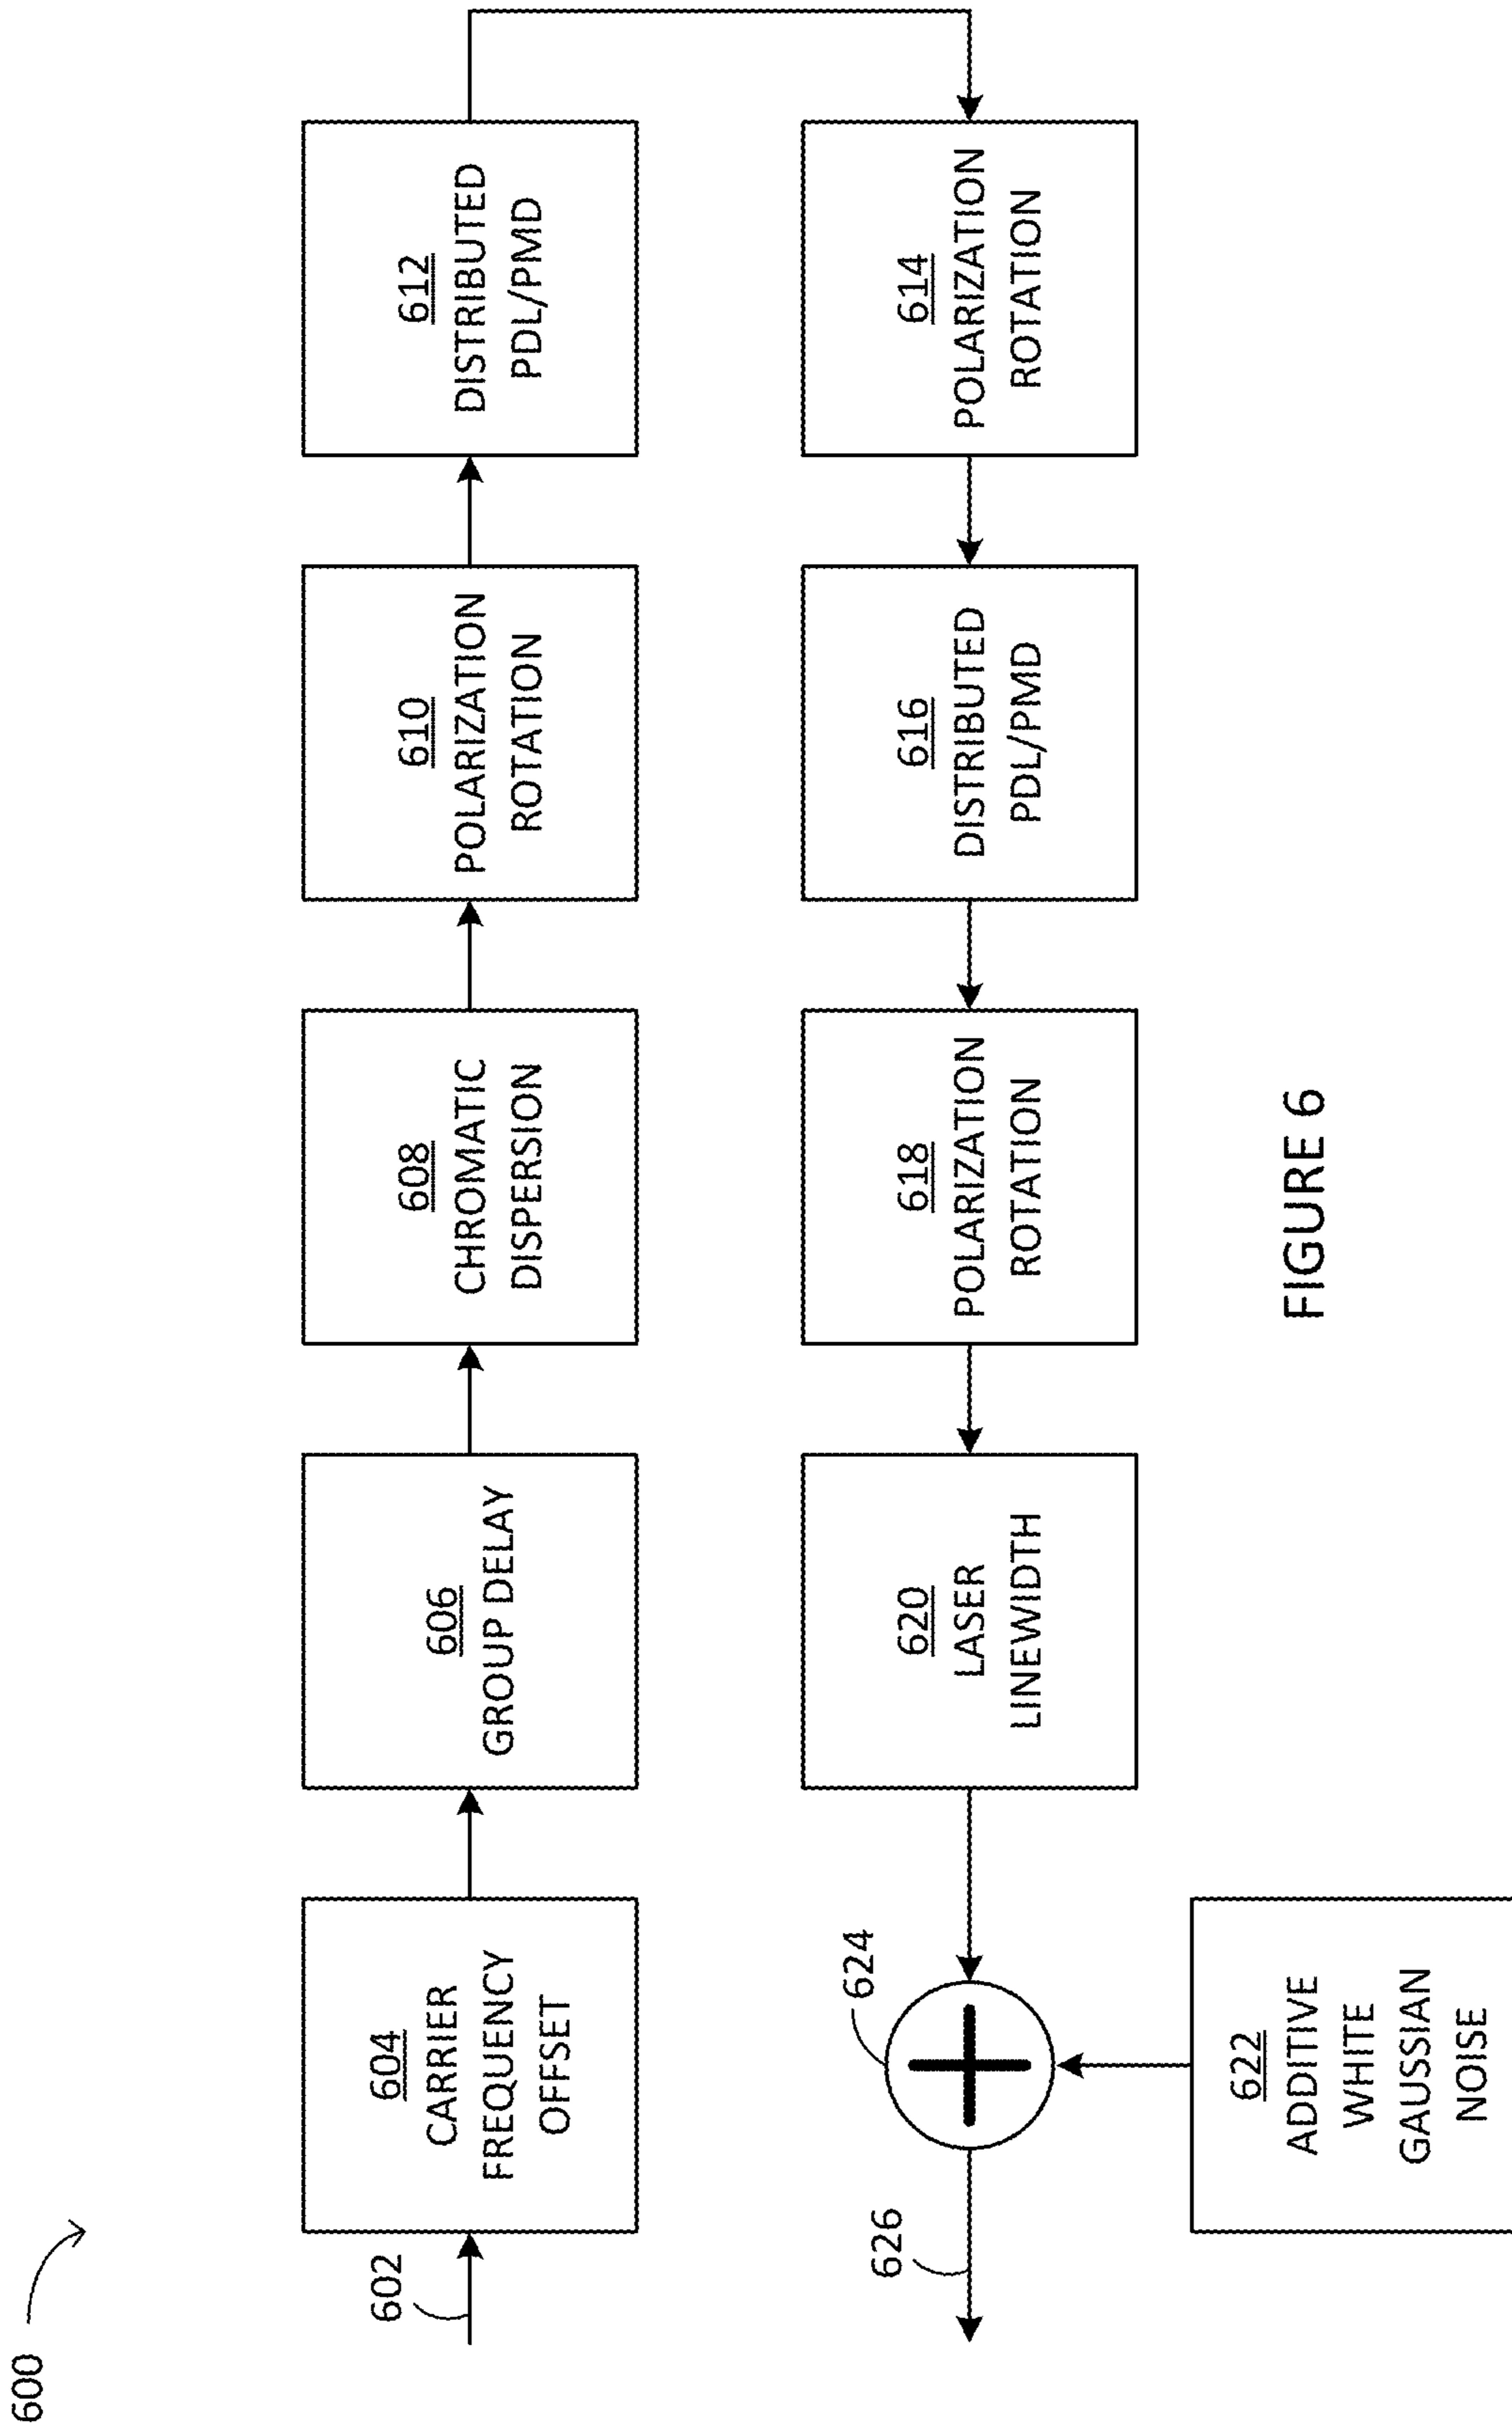 600
602
604
CARRIER
FREQUENCY
OFFSET
606
GROUP DELAY
608
CHROMATIC
DISPERSION
610
POLARIZATION
ROTATION
612
DISTRIBUTED
PDL/PMD
614
POLARIZATION
ROTATION
616
DISTRIBUTED
PDL/PMD
618
POLARIZATION
ROTATION
620
LASER
LINEWIDTH
624
626
622
ADDITIVE
WHITE
GAUSSIAN
NOISE
FIGURE 6